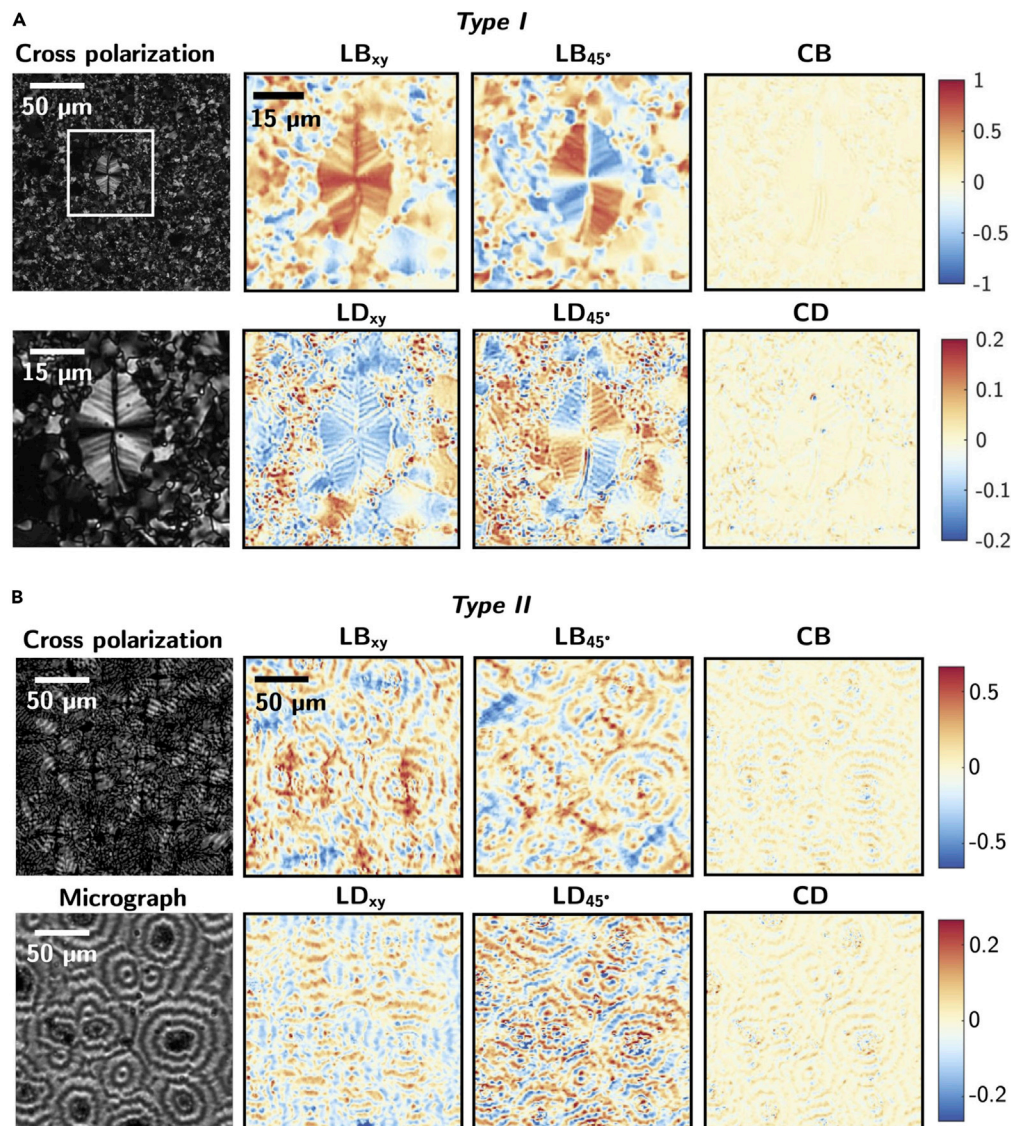 A
Type I
Cross polarization
LBxy
LB45°
CB
50 μm
15 μm
1
0.5
0
-0.5
-1
LDxy
LD45°
CD
15 μm
0.2
0.1
0
-0.1
-0.2
B
Type II
Cross polarization
LBxy
LB45°
CB
50 μm
50 μm
0.5
0
-0.5
Micrograph
LDxy
LD45°
CD
50 μm
0.2
0
-0.2